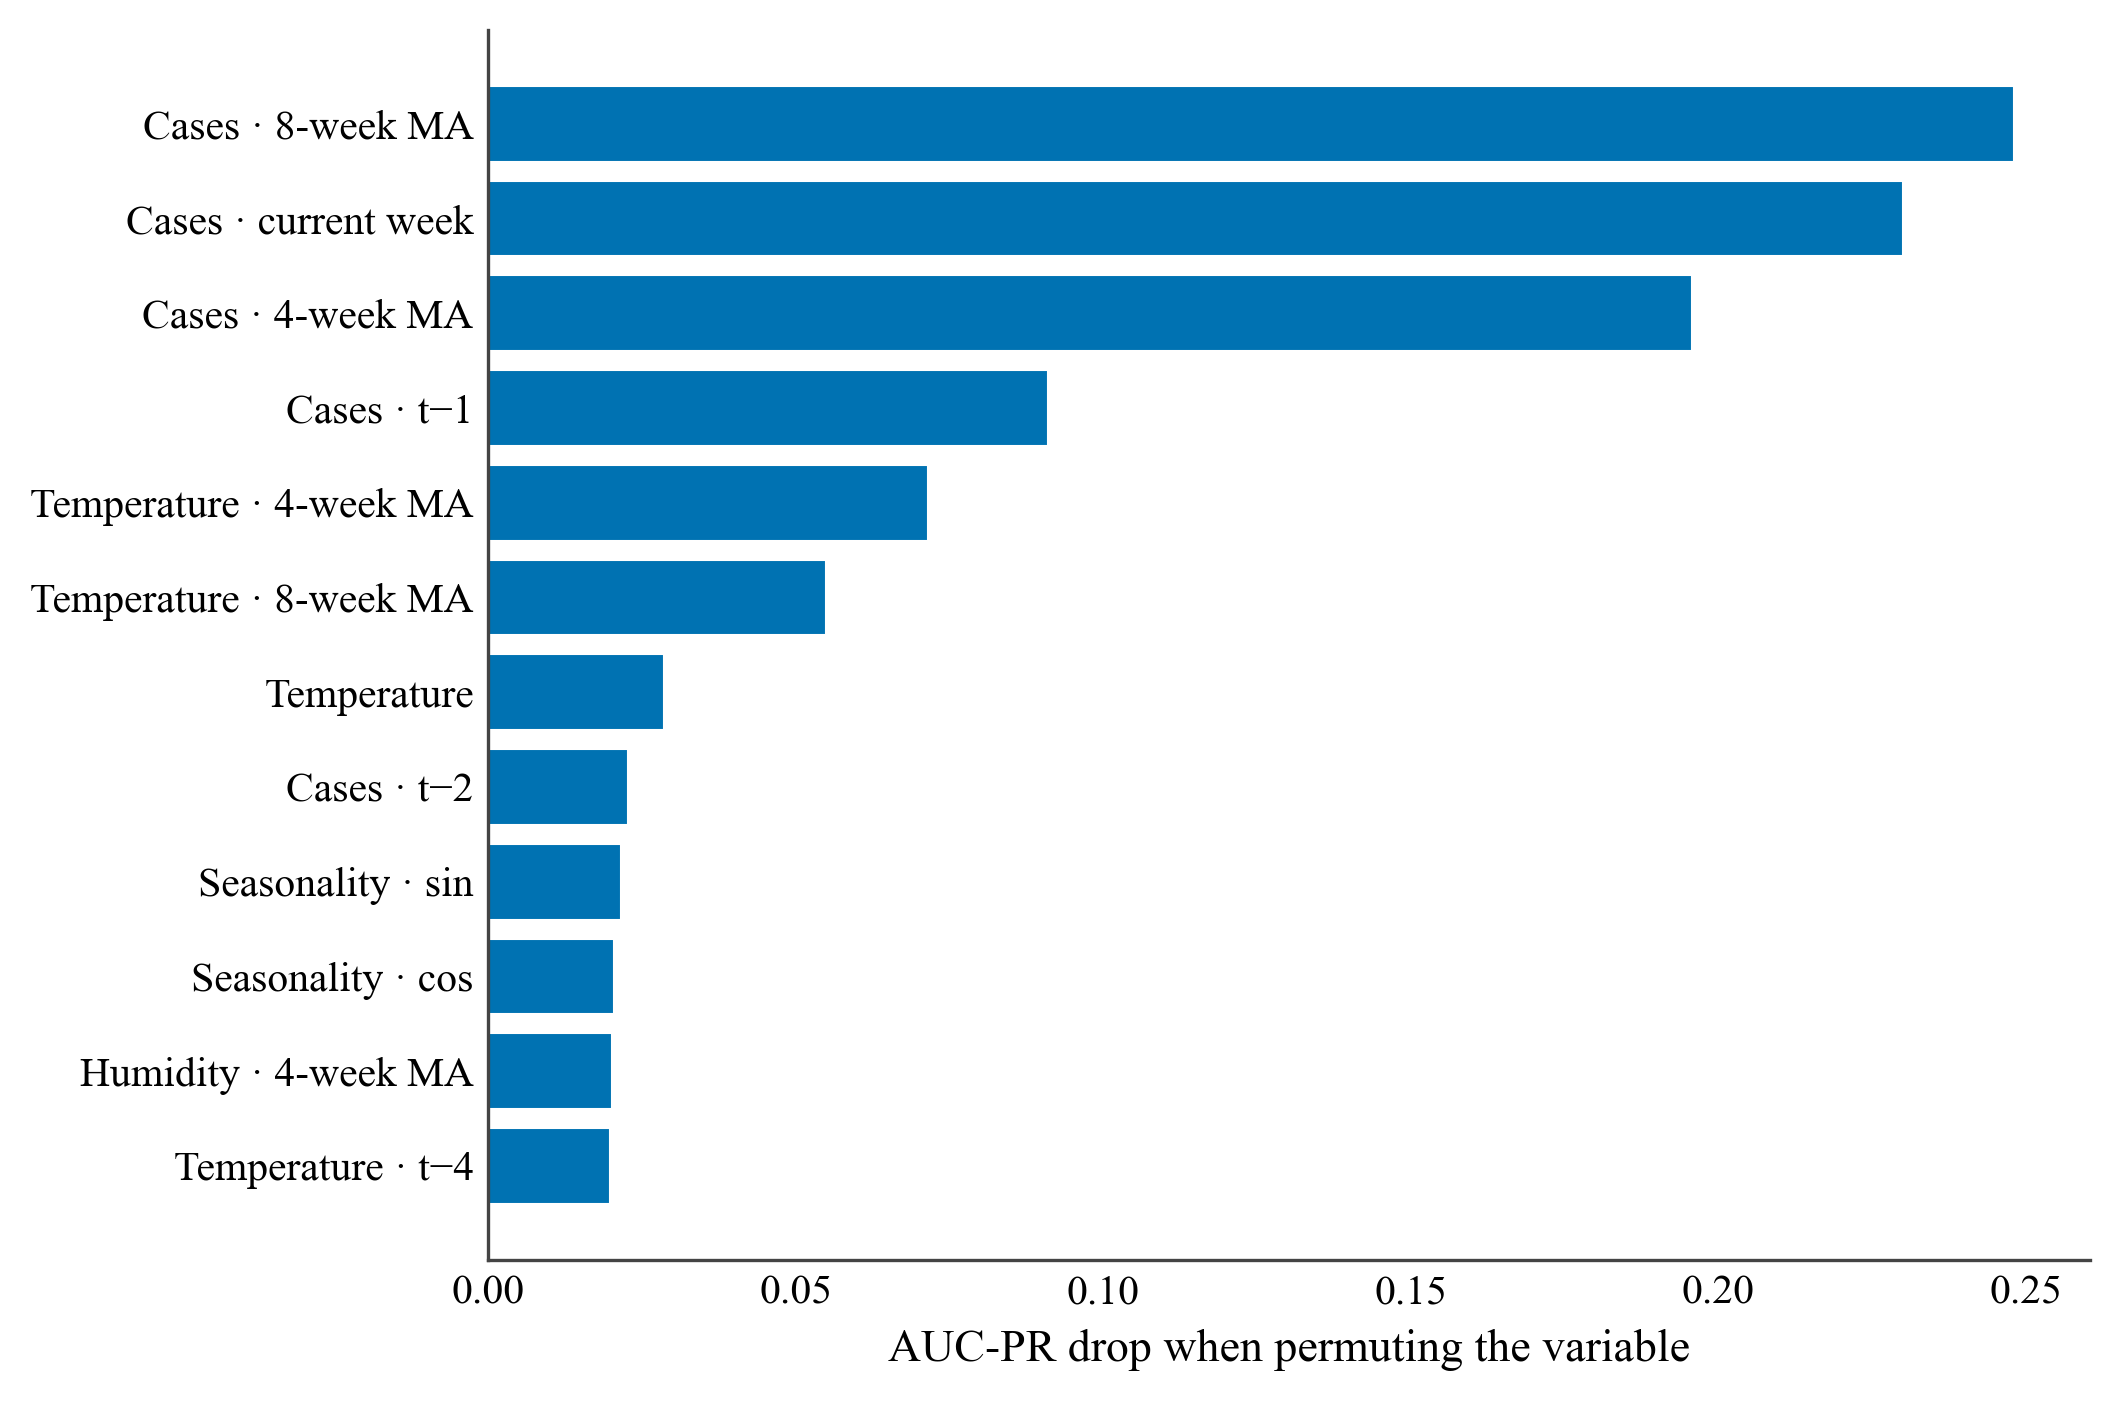 Cases · 8-week MA
Cases · current week
Cases · 4-week MA
Cases · t−1
Temperature · 4-week MA
Temperature · 8-week MA
Temperature
Cases · t−2
Seasonality · sin
Seasonality · cos
Humidity · 4-week MA
Temperature · t−4
0.00 0.05 0.10 0.15 0.20 0.25
AUC-PR drop when permuting the variable